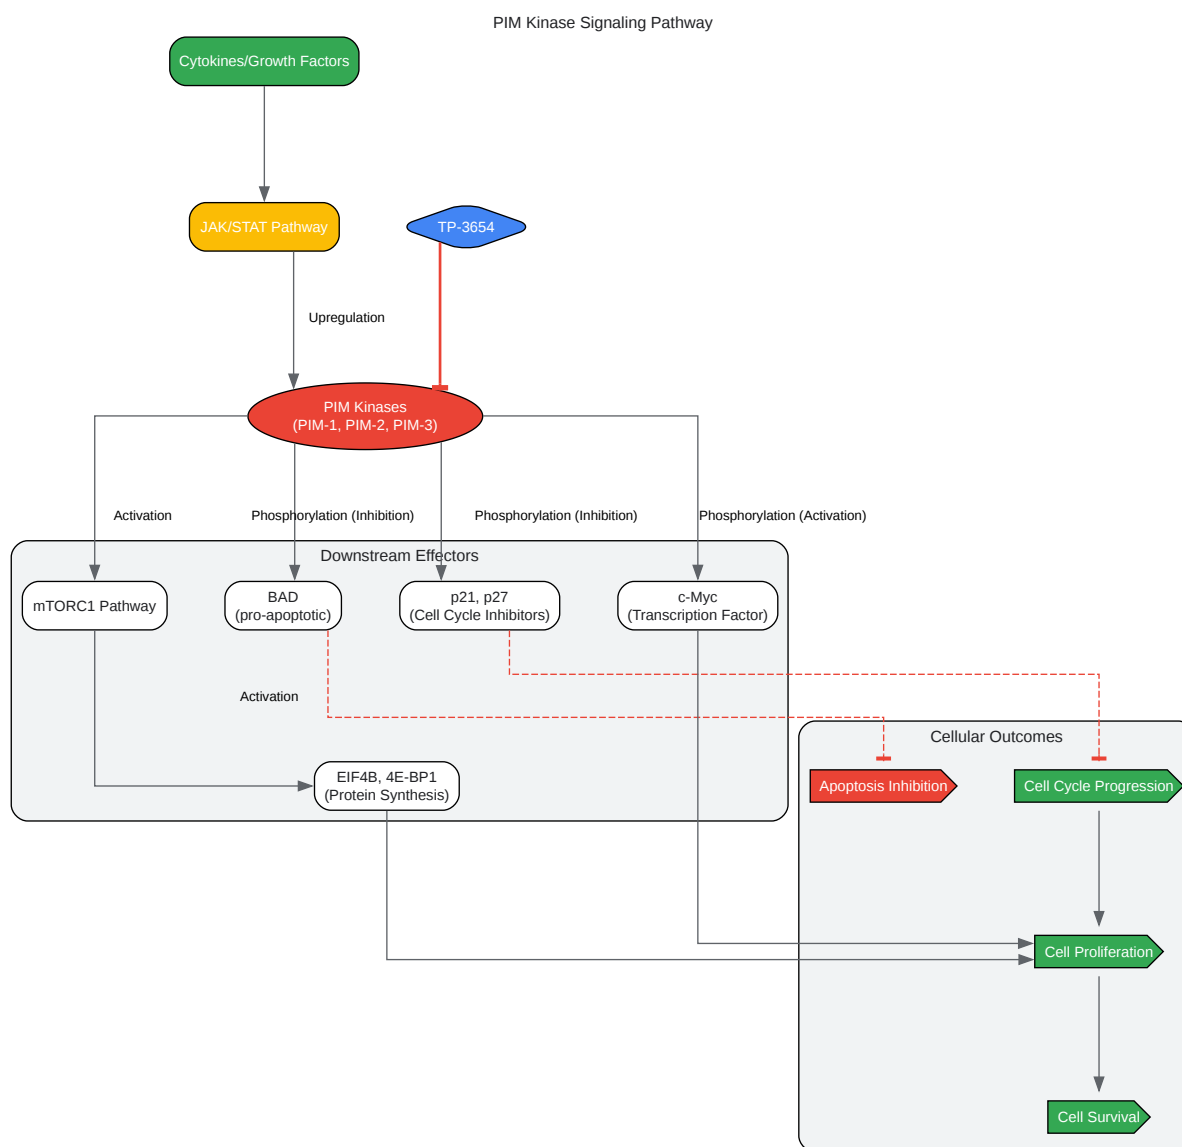 PIM Kinase Signaling Pathway
Cytokines/Growth Factors
JAK/STAT Pathway
TP-3654
Upregulation
PIM Kinases
(PIM-1, PIM-2, PIM-3)
Activation
Phosphorylation (Inhibition)
Phosphorylation (Inhibition)
Phosphorylation (Activation)
Downstream Effectors
mTORC1 Pathway
BAD
(pro-apoptotic)
p21, p27
(Cell Cycle Inhibitors)
c-Myc
(Transcription Factor)
Activation
EIF4B, 4E-BP1
(Protein Synthesis)
Cellular Outcomes
Apoptosis Inhibition
Cell Cycle Progression
Cell Proliferation
Cell Survival